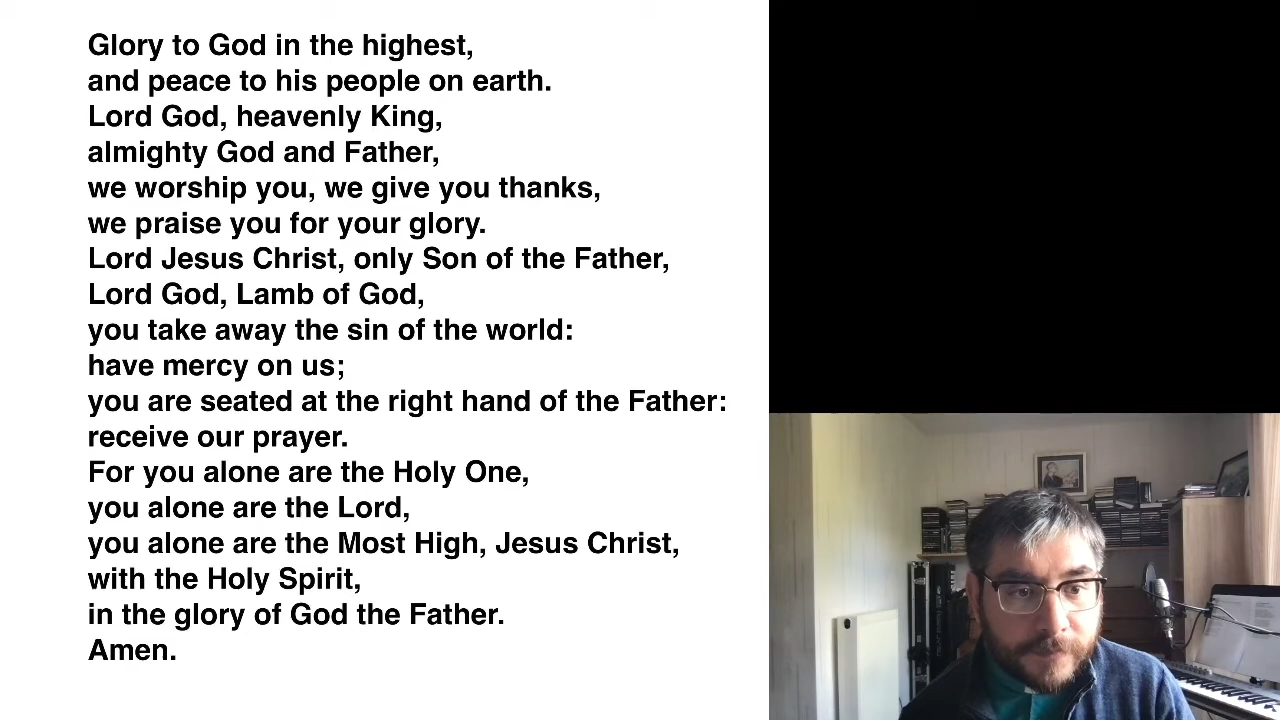 Glory to God in the highest,
and peace to his people on earth.
Lord God, heavenly King,
almighty God and Father,
we worship you, we give you thanks,
we praise you for your glory.
Lord Jesus Christ, only Son of the Father,
Lord God, Lamb of God,
you take away the sin of the world:
have mercy on us;
you are seated at the right hand of the Father:
receive our prayer.
For you alone are the Holy One,
you alone are the Lord,
you alone are the Most High, Jesus Christ,
with the Holy Spirit,
in the glory of God the Father.
Amen.